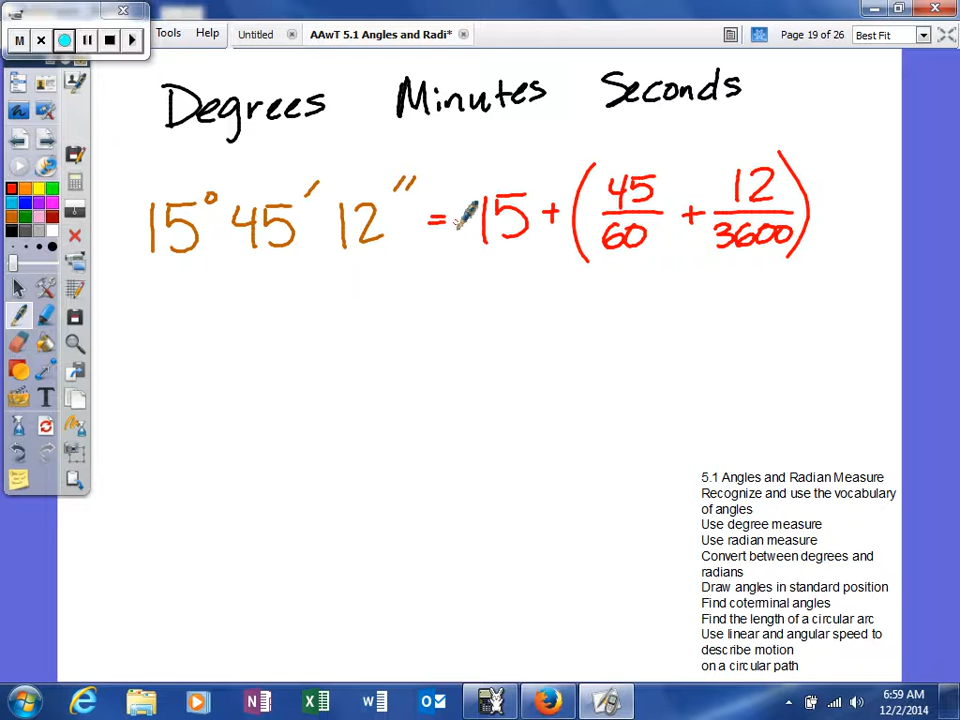 M
Tools Help Untitled AAwT 5.1 Angles and Radi* Page 19 of 26 Best Fit
Degrees Minutes Seconds
15° 45′ 12″ = 15 + (45/60 + 12/3600)
T
5.1 Angles and Radian Measure
Recognize and use the vocabulary
of angles
Use degree measure
Use radian measure
Convert between degrees and
radians
Draw angles in standard position
Find coterminal angles
Find the length of a circular arc
Use linear and angular speed to
describe motion
on a circular path
6:59 AM
12/2/2014